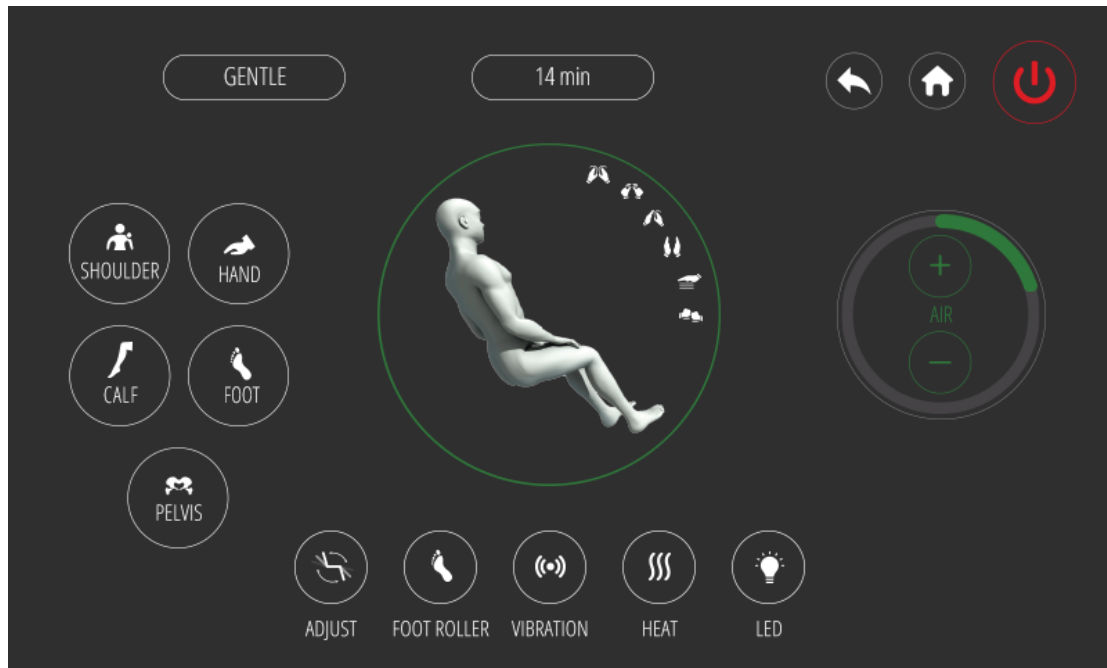 GENTLE
14 min
SHOULDER
HAND
CALF
FOOT
PELVIS
+
AIR
−
ADJUST
FOOT ROLLER
VIBRATION
HEAT
LED